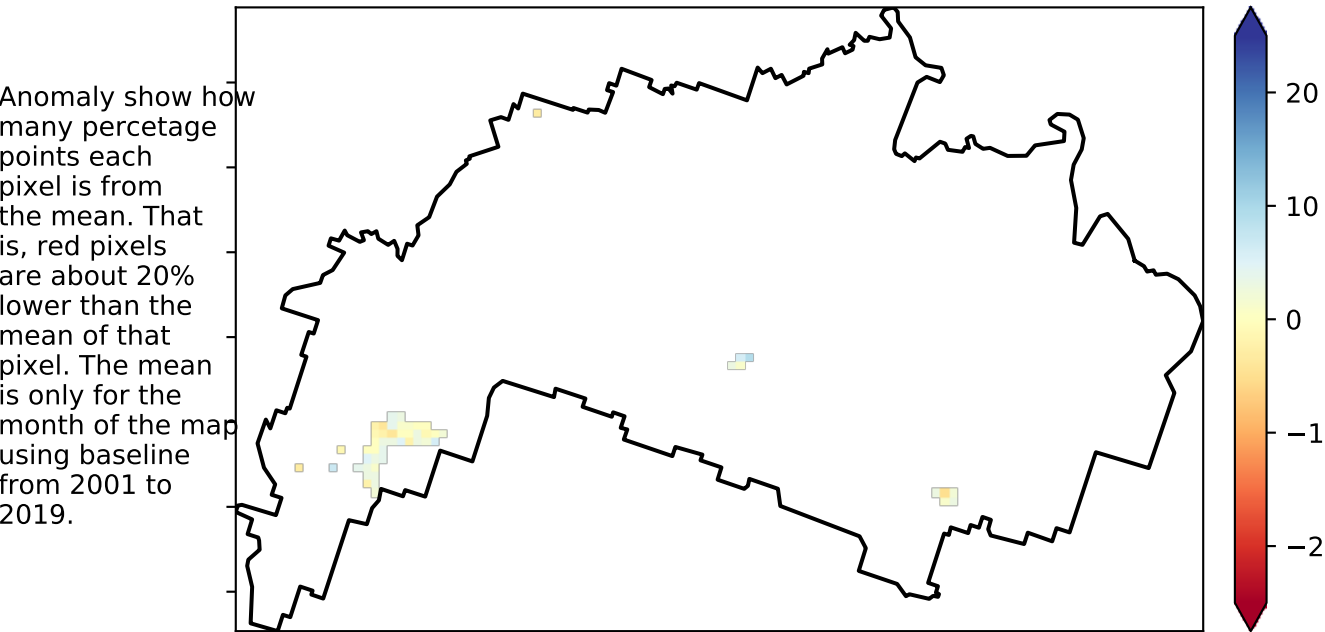 Anomaly show how
many percetage
points each
pixel is from
the mean. That
is, red pixels
are about 20%
lower than the
mean of that
pixel. The mean
is only for the
month of the map
using baseline
from 2001 to
2019.
20
10
0
−1
−2